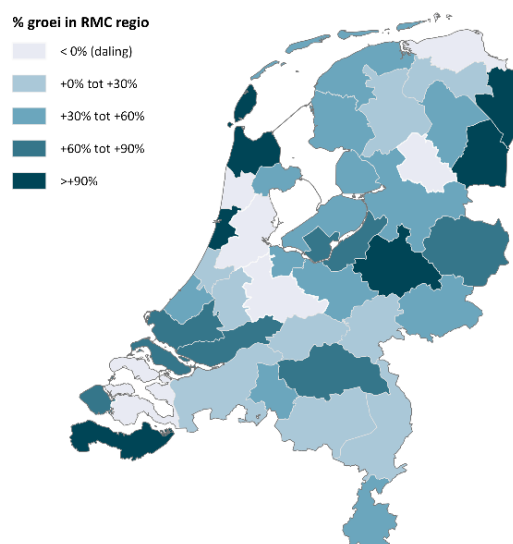 % groei in RMC regio
< 0% (daling)
+0% tot +30%
+30% tot +60%
+60% tot +90%
>+90%